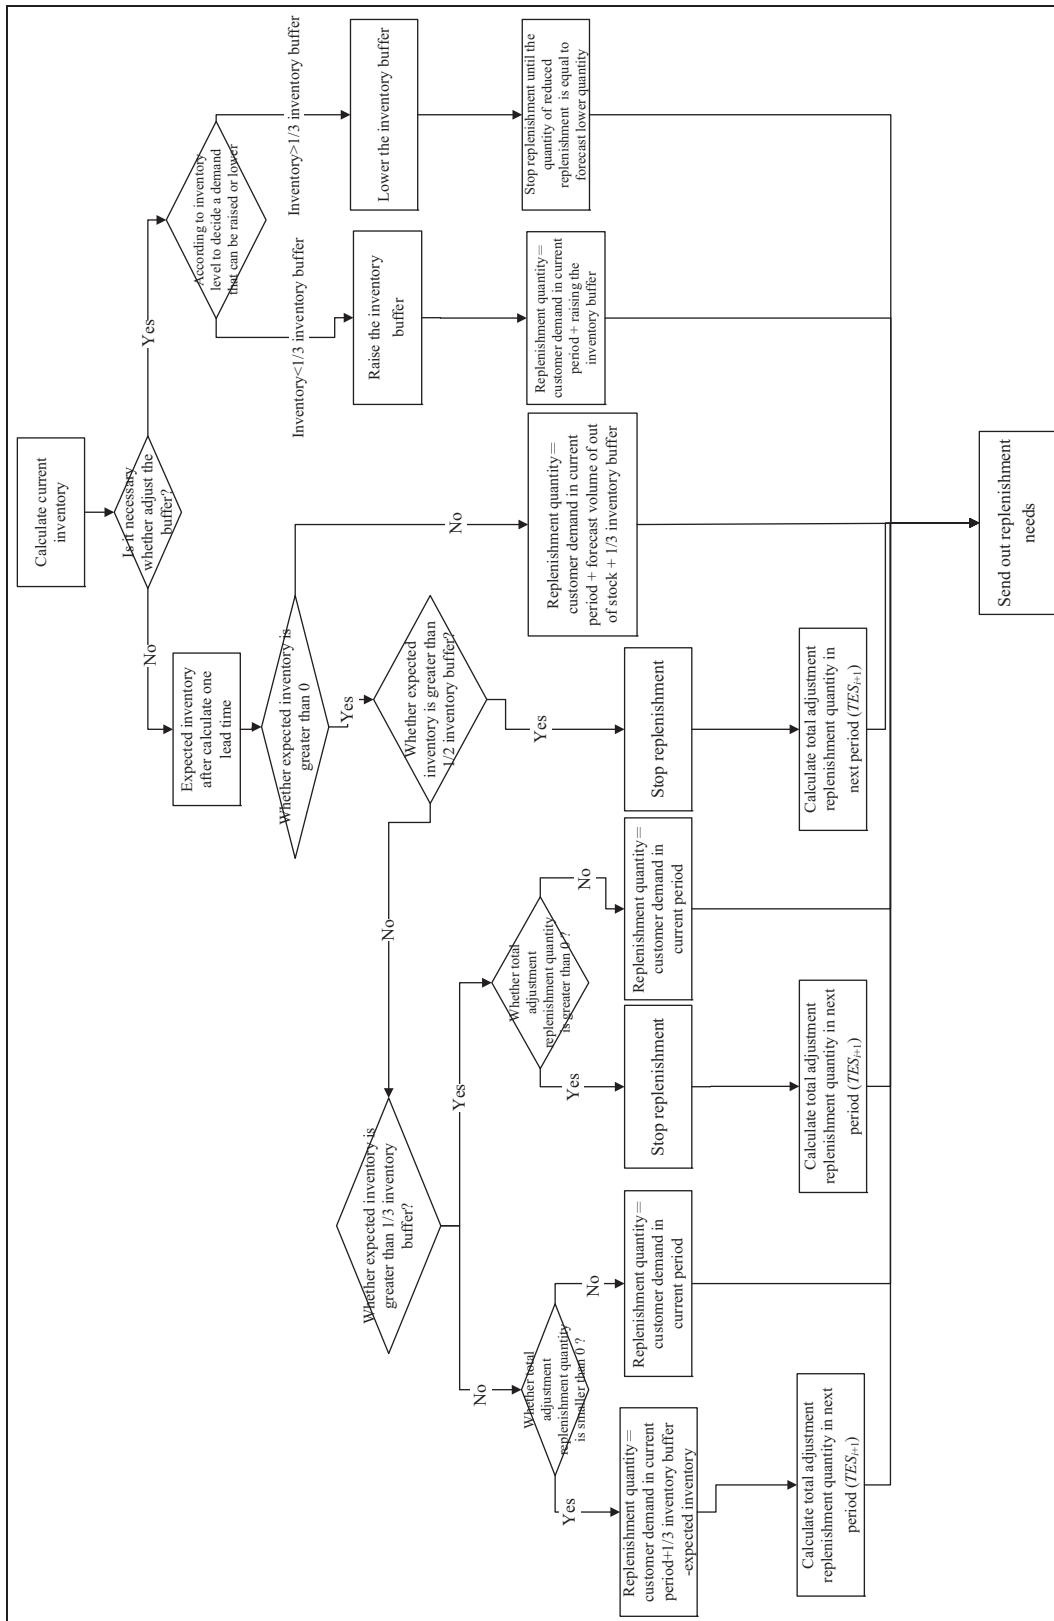 Calculate current
inventory
Is it necessary
whether adjust the
buffer?
Yes
No
According to inventory
level to decide a demand
that can be raised or lower
Inventory>1/3 inventory buffer
Inventory<1/3 inventory buffer
Lower the inventory buffer
Raise the inventory
buffer
Stop replenishment until the
quantity of reduced
replenishment is equal to
forecast lower quantity
Replenishment quantity=
customer demand in current
period + raising the
inventory buffer
Expected inventory
after calculate one
lead time
Whether expected inventory is
greater than 0
No
Yes
Replenishment quantity=
customer demand in current
period + forecast volume of out
of stock + 1/3 inventory buffer
Whether expected
inventory is greater than
1/2 inventory buffer?
Yes
No
Stop replenishment
Calculate total adjustment
replenishment quantity in
next period (TESi+1)
Whether expected inventory is
greater than 1/3 inventory
buffer?
Yes
No
Whether total
adjustment
replenishment quantity
is greater than 0 ?
No
Yes
Replenishment quantity=
customer demand in
current period
Stop replenishment
Calculate total adjustment
replenishment quantity in next
period (TESi+1)
Whether total
adjustment
replenishment quantity
is smaller than 0 ?
No
Yes
Replenishment quantity=
customer demand in
current period
Replenishment quantity=
customer demand in current
period+1/3 inventory buffer
-expected inventory
Calculate total adjustment
replenishment quantity in next
period (TESi+1)
Send out replenishment
needs